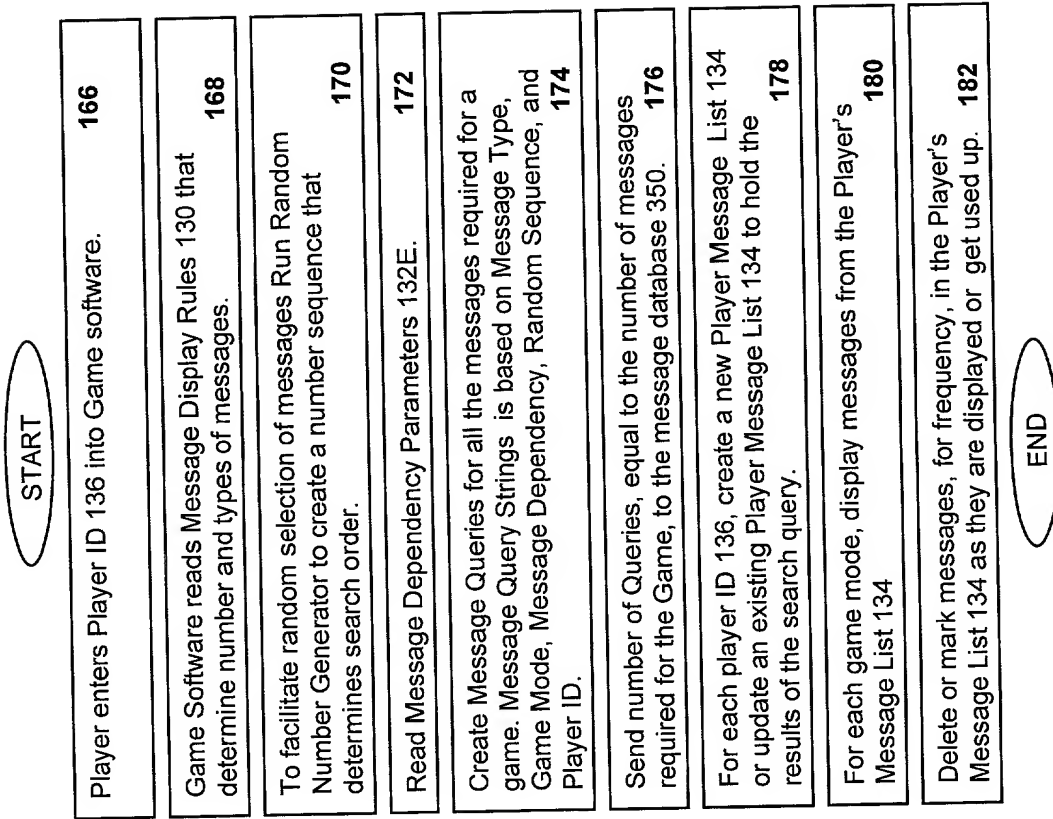 START
Player enters Player ID 136 into Game software. 166
Game Software reads Message Display Rules 130 that
determine number and types of messages. 168
To facilitate random selection of messages Run Random
Number Generator to create a number sequence that
determines search order. 170
Read Message Dependency Parameters 132E. 172
Create Message Queries for all the messages required for a
game. Message Query Strings is based on Message Type,
Game Mode, Message Dependency, Random Sequence, and
Player ID. 174
Send number of Queries, equal to the number of messages
required for the Game, to the message database 350. 176
For each player ID 136, create a new Player Message List 134
or update an existing Player Message List 134 to hold the
results of the search query. 178
For each game mode, display messages from the Player's
Message List 134 180
Delete or mark messages, for frequency, in the Player's
Message List 134 as they are displayed or get used up. 182
END